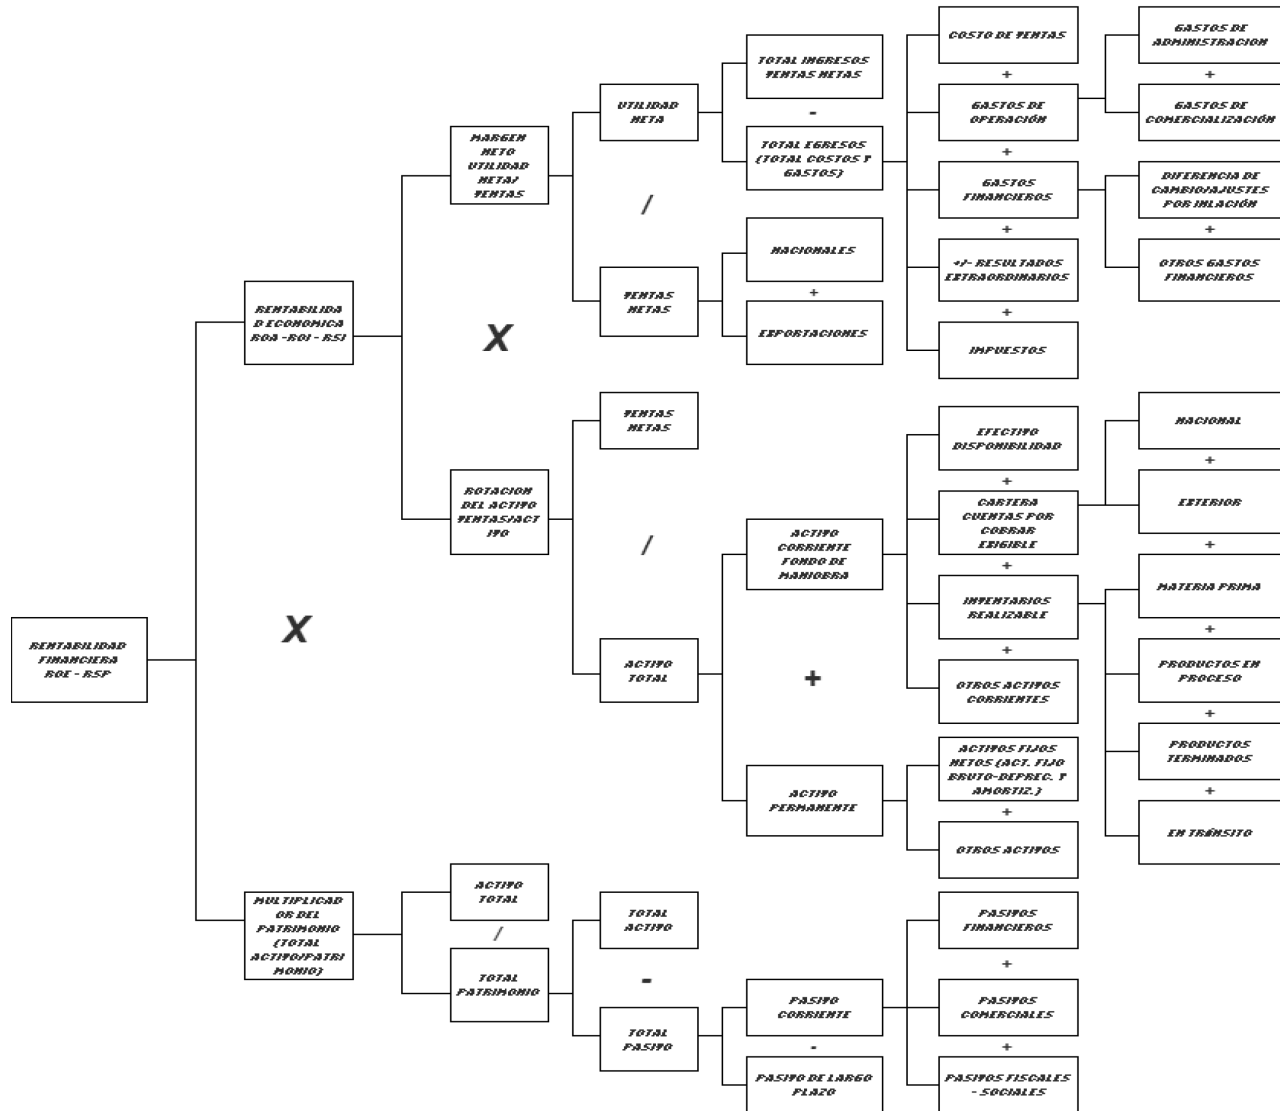 COSTO DE VENTAS
+
GASTOS DE
OPERACIÓN
+
GASTOS
FINANCIEROS
+
+/- RESULTADOS
EXTRAORDINARIOS
+
IMPUESTOS
GASTOS DE
ADMINISTRACION
+
GASTOS DE
COMERCIALIZACIÓN
DIFERENCIA DE
CAMBIO/AJUSTES
POR INLACIÓN
+
OTROS GASTOS
FINANCIEROS
TOTAL INGRESOS
VENTAS NETAS
-
TOTAL EGRESOS
(TOTAL COSTOS Y
GASTOS)
UTILIDAD
NETA
/
VENTAS
NETAS
NACIONALES
+
EXPORTACIONES
MARGEN
NETO
UTILIDAD
NETA/
VENTAS
X
RENTABILIDA
D ECONOMICA
ROA -ROI - RSI
ROTACION
DEL ACTIVO
VENTAS/ACT
IVO
VENTAS
NETAS
/
ACTIVO
TOTAL
ACTIVO
CORRIENTE
FONDO DE
MANIOBRA
+
ACTIVO
PERMANENTE
EFECTIVO
DISPONIBILIDAD
+
CARTERA
CUENTAS POR
COBRAR
EXIGIBLE
+
INVENTARIOS
REALIZABLE
+
OTROS ACTIVOS
CORRIENTES
NACIONAL
+
EXTERIOR
+
MATERIA PRIMA
+
PRODUCTOS EN
PROCESO
+
PRODUCTOS
TERMINADOS
+
EN TRÁNSITO
ACTIVOS FIJOS
NETOS (ACT. FIJO
BRUTO-DEPREC. Y
AMORTIZ.)
+
OTROS ACTIVOS
RENTABILIDAD
FINANCIERA
ROE - RSP
X
MULTIPLICAD
OR DEL
PATRIMONIO
(TOTAL
ACTIVO/PATRI
MONIO)
ACTIVO
TOTAL
/
TOTAL
PATRIMONIO
TOTAL
ACTIVO
-
TOTAL
PASIVO
PASIVO
CORRIENTE
-
PASIVO DE LARGO
PLAZO
PASIVOS
FINANCIEROS
+
PASIVOS
COMERCIALES
+
PASIVOS FISCALES
- SOCIALES